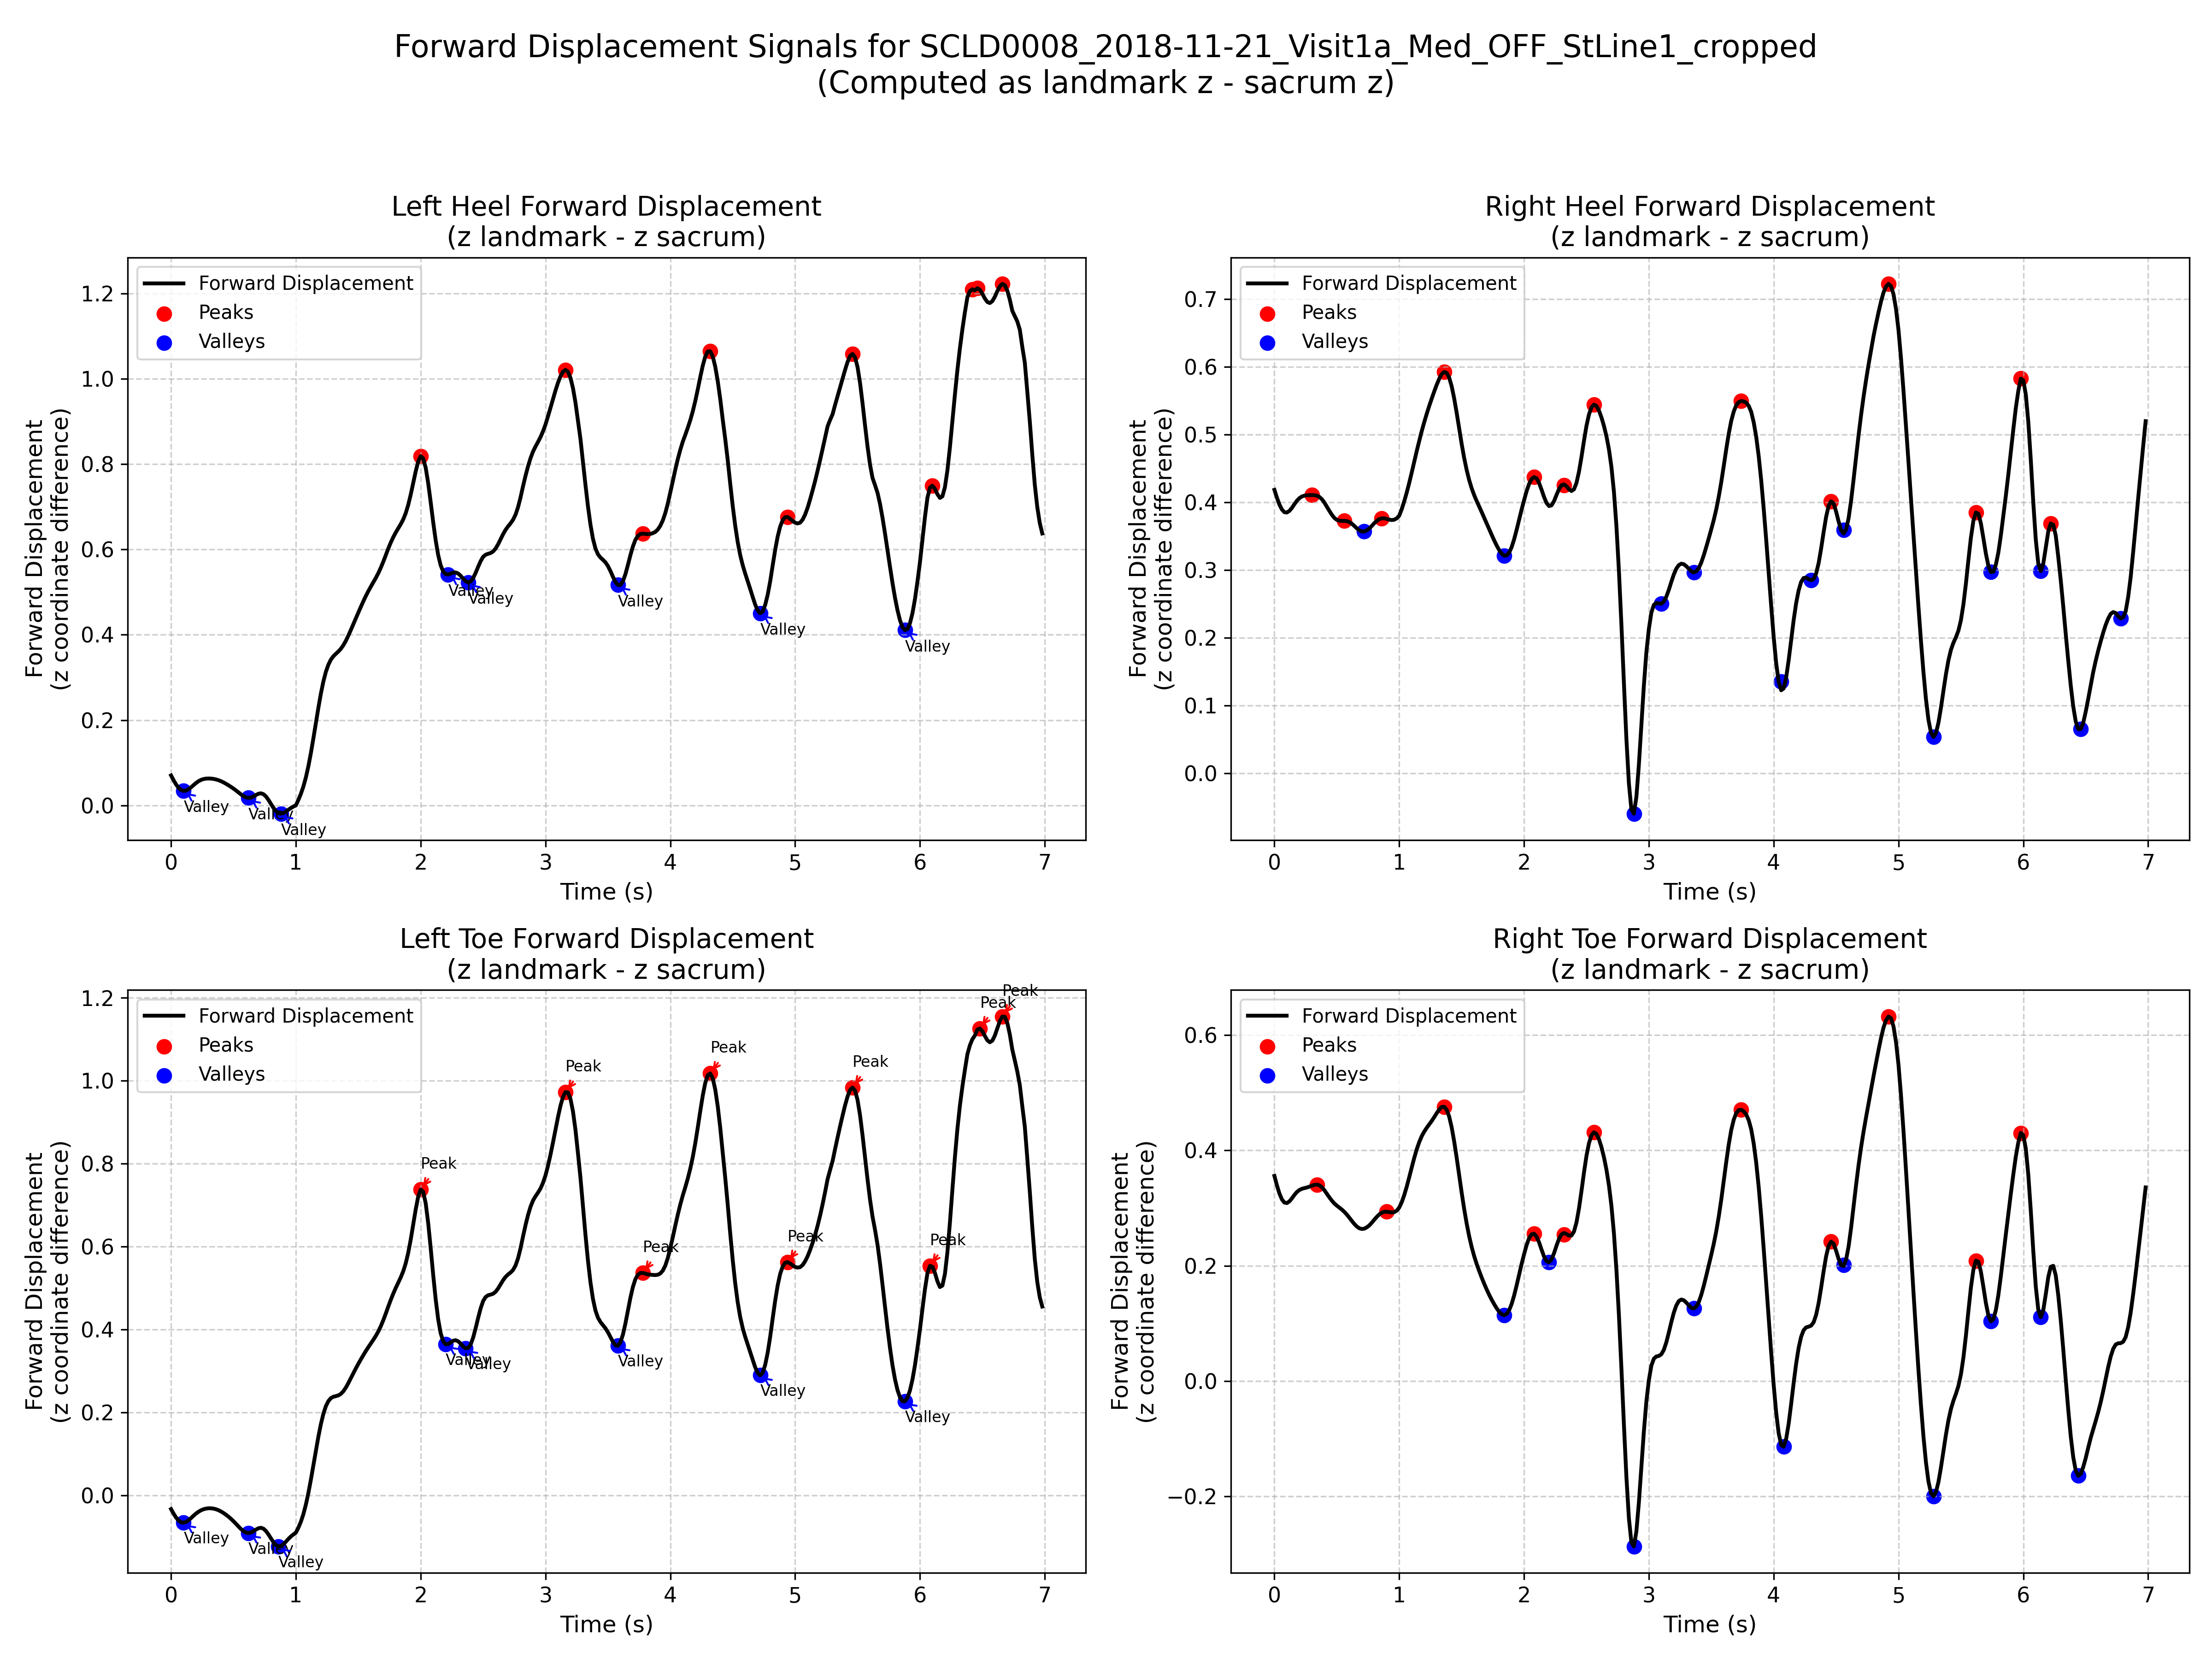 Forward Displacement Signals for SCLD0008_2018-11-21_Visit1a_Med_OFF_StLine1_cropped
(Computed as landmark z - sacrum z)
Left Heel Forward Displacement
(z landmark - z sacrum)
Forward Displacement
Peaks
Valleys
Forward Displacement
(z coordinate difference)
1.2
1.0
0.8
0.6
0.4
0.2
0.0
Valley
Valley
Valley
Valley
Valley
Valley
Valley
Valley
0 1 2 3 4 5 6 7
Time (s)
Right Heel Forward Displacement
(z landmark - z sacrum)
Forward Displacement
Peaks
Valleys
Forward Displacement
(z coordinate difference)
0.7
0.6
0.5
0.4
0.3
0.2
0.1
0.0
0 1 2 3 4 5 6 7
Time (s)
Left Toe Forward Displacement
(z landmark - z sacrum)
Forward Displacement
Peaks
Valleys
Forward Displacement
(z coordinate difference)
1.2
1.0
0.8
0.6
0.4
0.2
0.0
Peak
Peak
Peak
Peak
Peak
Peak
Peak
Peak
Peak
Valley
Valley
Valley
Valley
Valley
Valley
Valley
Valley
0 1 2 3 4 5 6 7
Time (s)
Right Toe Forward Displacement
(z landmark - z sacrum)
Forward Displacement
Peaks
Valleys
Forward Displacement
(z coordinate difference)
0.6
0.4
0.2
0.0
−0.2
0 1 2 3 4 5 6 7
Time (s)